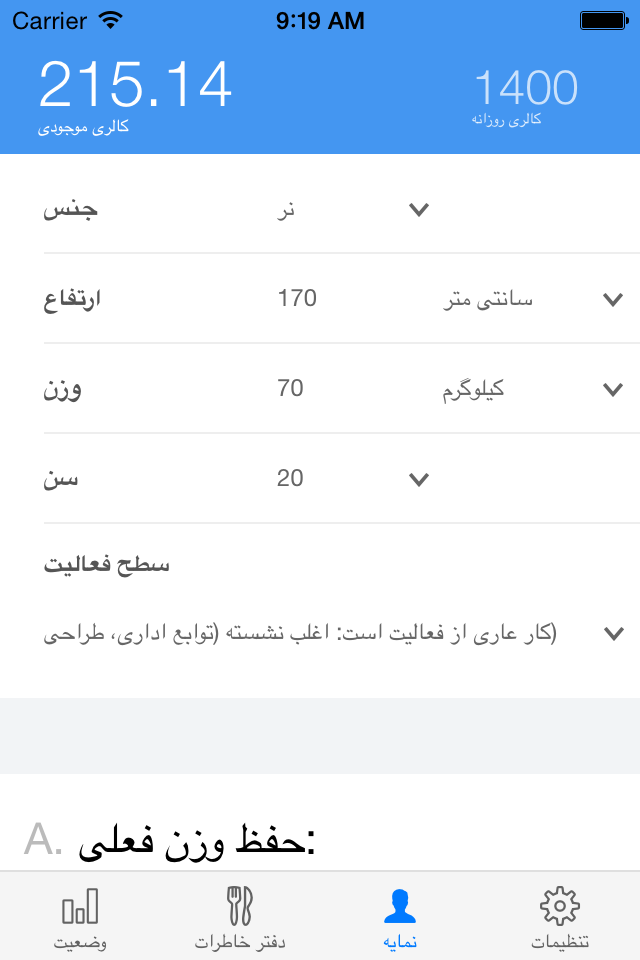 Carrier 9:19 AM
215.14 1400
کالری موجودی کالری روزانه
جنس نر
ارتفاع 170 سانتی متر
وزن 70 کیلوگرم
سن 20
سطح فعالیت
(کار عاری از فعالیت است: اغلب نشسته (توابع اداری، طراحی
A. حفظ وزن فعلی:
وضعیت دفتر خاطرات نمایه تنظیمات